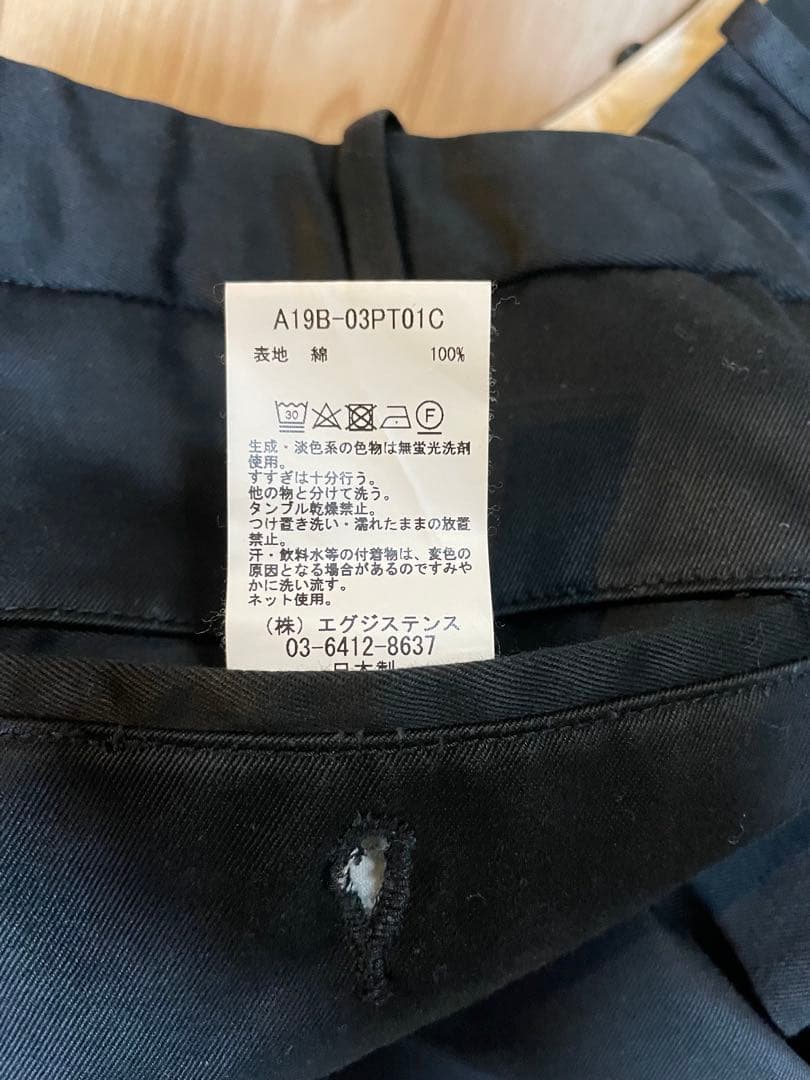 A19B-03PT01C
表地 綿 100%
30 F
生成・淡色系の色物は無蛍光洗剤
使用。
すすぎは十分行う。
他の物と分けて洗う。
タンブル乾燥禁止。
つけ置き洗い・濡れたままの放置
禁止。
汗・飲料水等の付着物は、変色の
原因となる場合があるのですみや
かに洗い流す。
ネット使用。
(株)エグジステンス
03-6412-8637
日本製